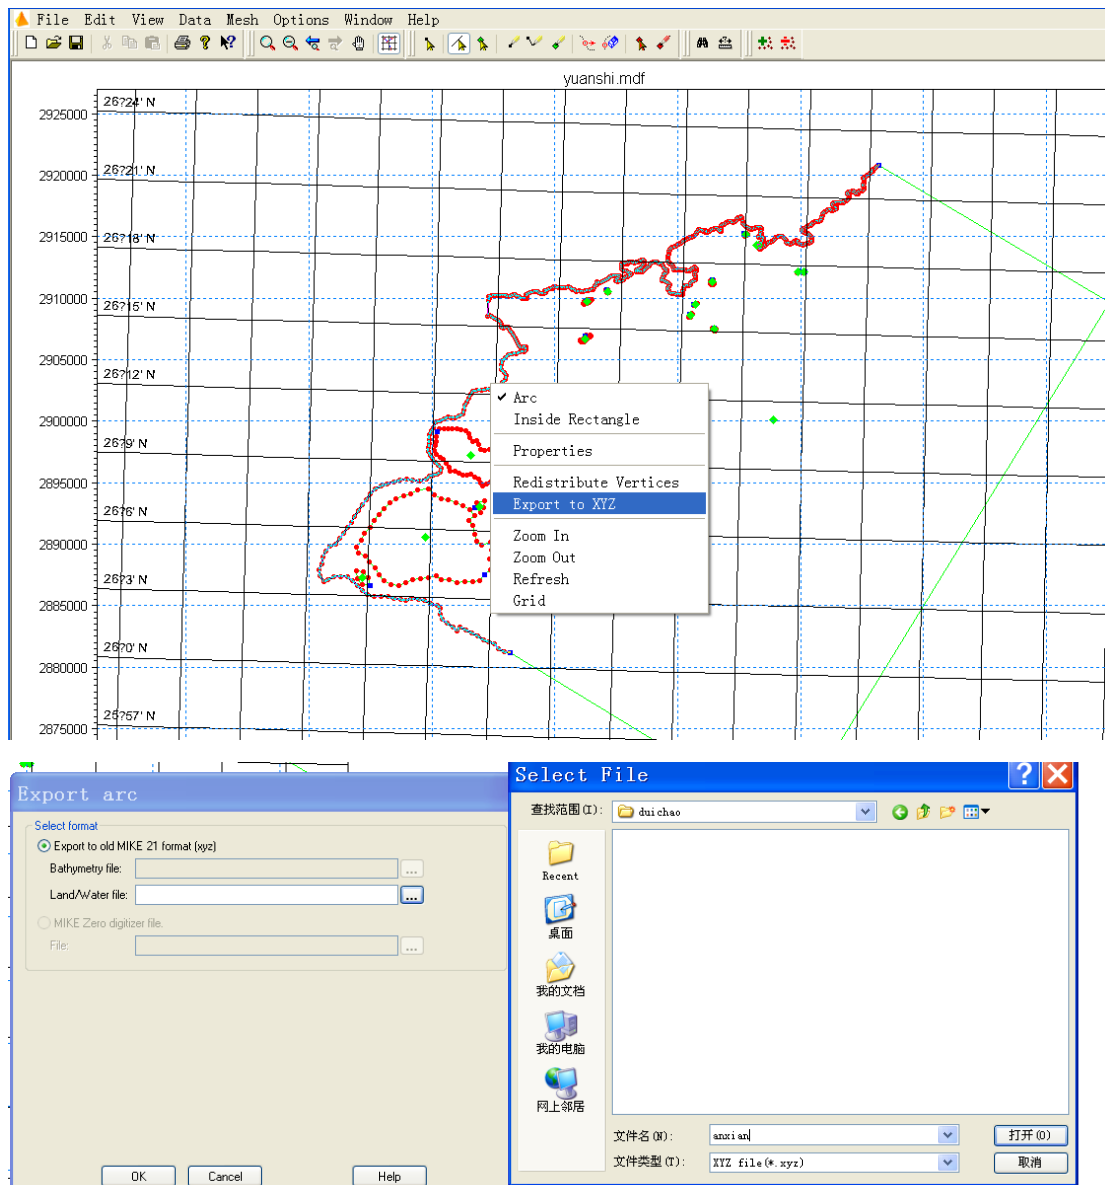 File Edit View Data Mesh Options Window Help
yuanshi.mdf
2925000
26?24' N
2920000
26?21' N
2915000
26?18' N
2910000
26?15' N
2905000
26?12' N
2900000
26?9' N
2895000
26?6' N
2890000
26?3' N
2885000
26?0' N
2880000
25?57' N
2875000
Arc
Inside Rectangle
Properties
Redistribute Vertices
Export to XYZ
Zoom In
Zoom Out
Refresh
Grid
Export arc
Select format
Export to old MIKE 21 format (xyz)
Bathymetry file:
...
Land/Water file:
...
MIKE Zero digitizer file.
File:
...
OK Cancel Help
Select File
查找范围(I): duichao
Recent
桌面
我的文档
我的电脑
网上邻居
文件名(N): anxian 打开(O)
文件类型(T): XYZ file(*.xyz) 取消